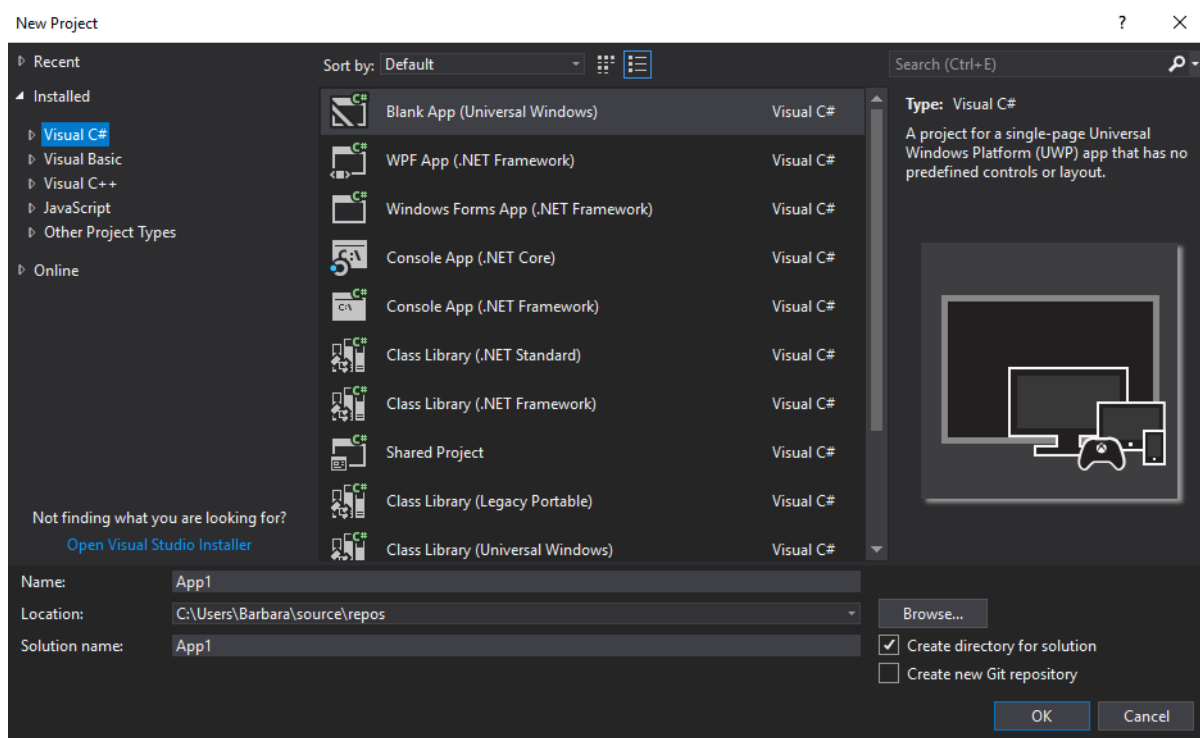 New Project
?
Recent
Installed
Visual C#
Visual Basic
Visual C++
JavaScript
Other Project Types
Online
Not finding what you are looking for?
Open Visual Studio Installer
Sort by: Default
Blank App (Universal Windows) Visual C#
WPF App (.NET Framework) Visual C#
Windows Forms App (.NET Framework) Visual C#
Console App (.NET Core) Visual C#
Console App (.NET Framework) Visual C#
Class Library (.NET Standard) Visual C#
Class Library (.NET Framework) Visual C#
Shared Project Visual C#
Class Library (Legacy Portable) Visual C#
Class Library (Universal Windows) Visual C#
Search (Ctrl+E)
Type: Visual C#
A project for a single-page Universal
Windows Platform (UWP) app that has no
predefined controls or layout.
Name: App1
Location: C:\Users\Barbara\source\repos
Browse...
Solution name: App1
Create directory for solution
Create new Git repository
OK
Cancel